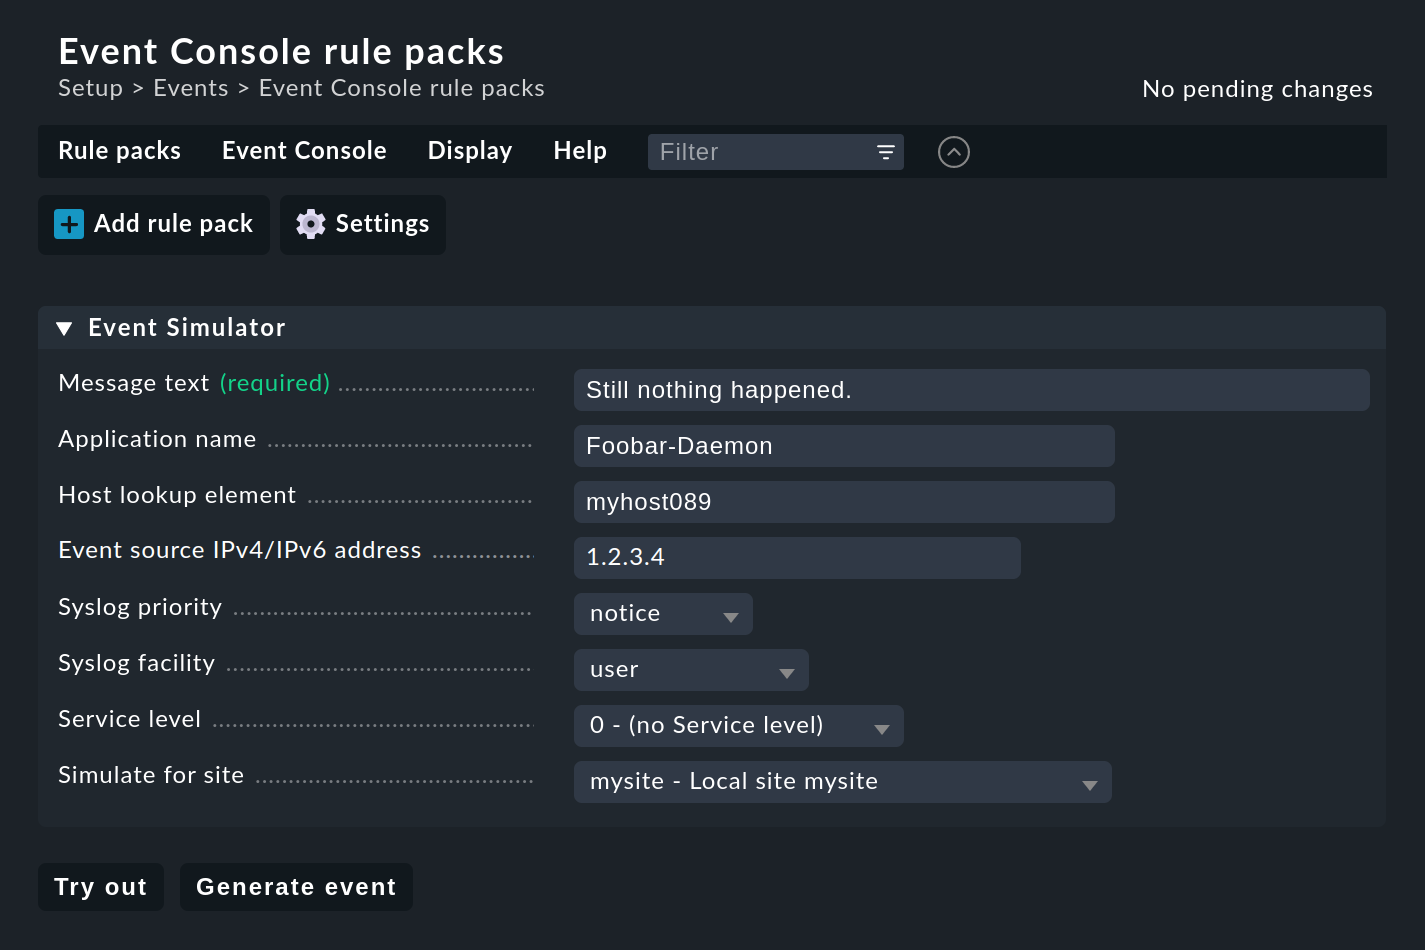 Event Console rule packs
Setup > Events > Event Console rule packs
No pending changes
Rule packs Event Console Display Help Filter
Add rule pack Settings
Event Simulator
Message text (required) Still nothing happened.
Application name Foobar-Daemon
Host lookup element myhost089
Event source IPv4/IPv6 address 1.2.3.4
Syslog priority notice
Syslog facility user
Service level 0 - (no Service level)
Simulate for site mysite - Local site mysite
Try out Generate event